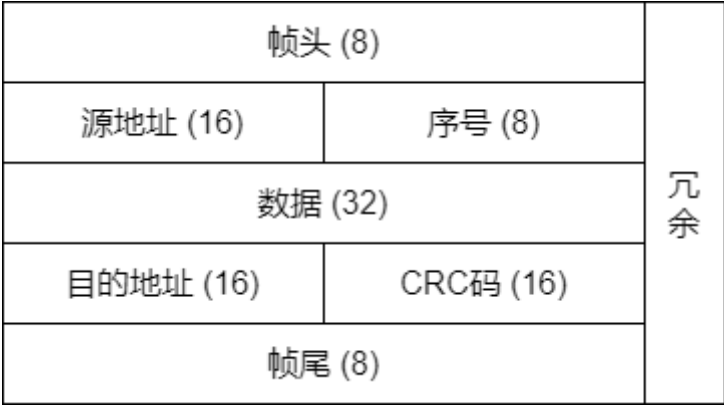 帧头 (8)
源地址 (16)
序号 (8)
数据 (32)
目的地址 (16)
CRC码 (16)
帧尾 (8)
冗余